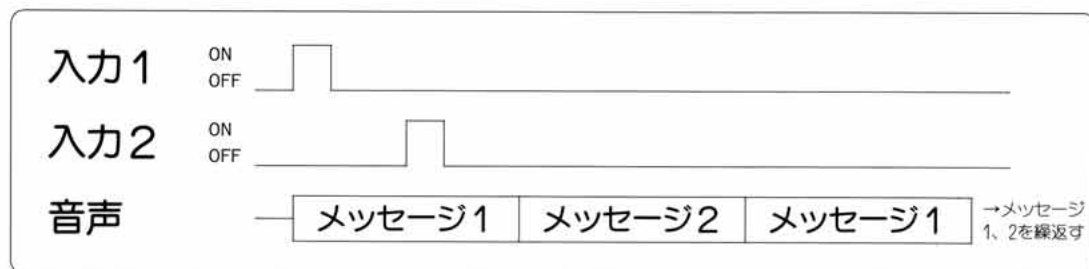 入力1
ON
OFF
入力2
ON
OFF
音声
メッセージ1
メッセージ2
メッセージ1
→メッセージ
1、2を繰返す